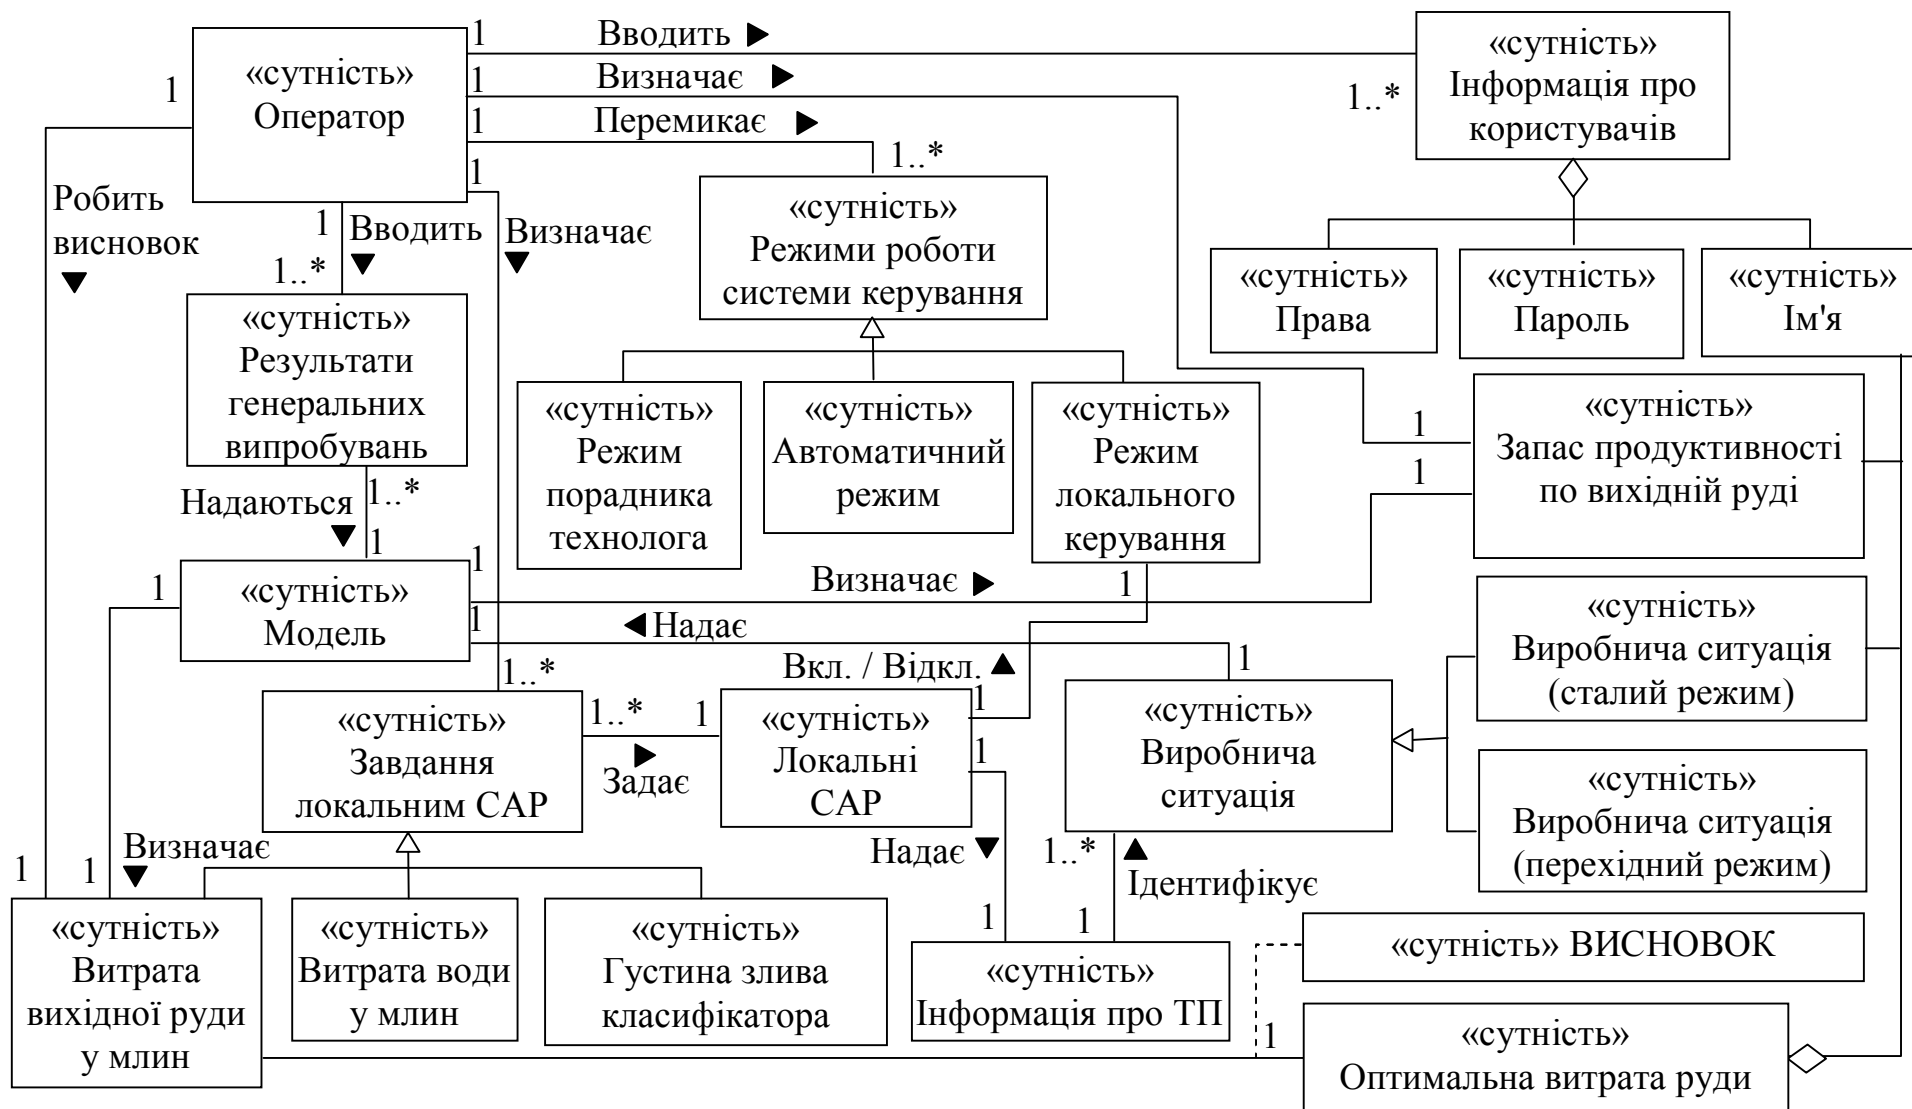 1
Вводить
«сутність»
Оператор
1
Визначає
1
Перемикає
1
1
1..*
«сутність»
Інформація про
користувачів
1..*
Робить
висновок
1
Вводить
1..*
Визначає
«сутність»
Режими роботи
системи керування
«сутність»
Права
«сутність»
Пароль
«сутність»
Ім'я
«сутність»
Результати
генеральних
випробувань
«сутність»
Режим
порадника
технолога
«сутність»
Автоматичний
режим
«сутність»
Режим
локального
керування
1
1
«сутність»
Запас продуктивності
по вихідній руді
Надаються
1..*
1
1
1
«сутність»
Модель
1
Визначає
1
Надає
«сутність»
Виробнича ситуація
(сталий режим)
1..*
Вкл. / Відкл.
1
1
«сутність»
Завдання
локальним САР
1..*
Задає
1
«сутність»
Локальні
САР
1
«сутність»
Виробнича
ситуація
«сутність»
Виробнича ситуація
(перехідний режим)
1
1
Визначає
Надає
1
1..*
Ідентифікує
1
«сутність»
Витрата
вихідної руди
у млин
«сутність»
Витрата води
у млин
«сутність»
Густина злива
класифікатора
«сутність»
Інформація про ТП
«сутність» ВИСНОВОК
1
«сутність»
Оптимальна витрата руди